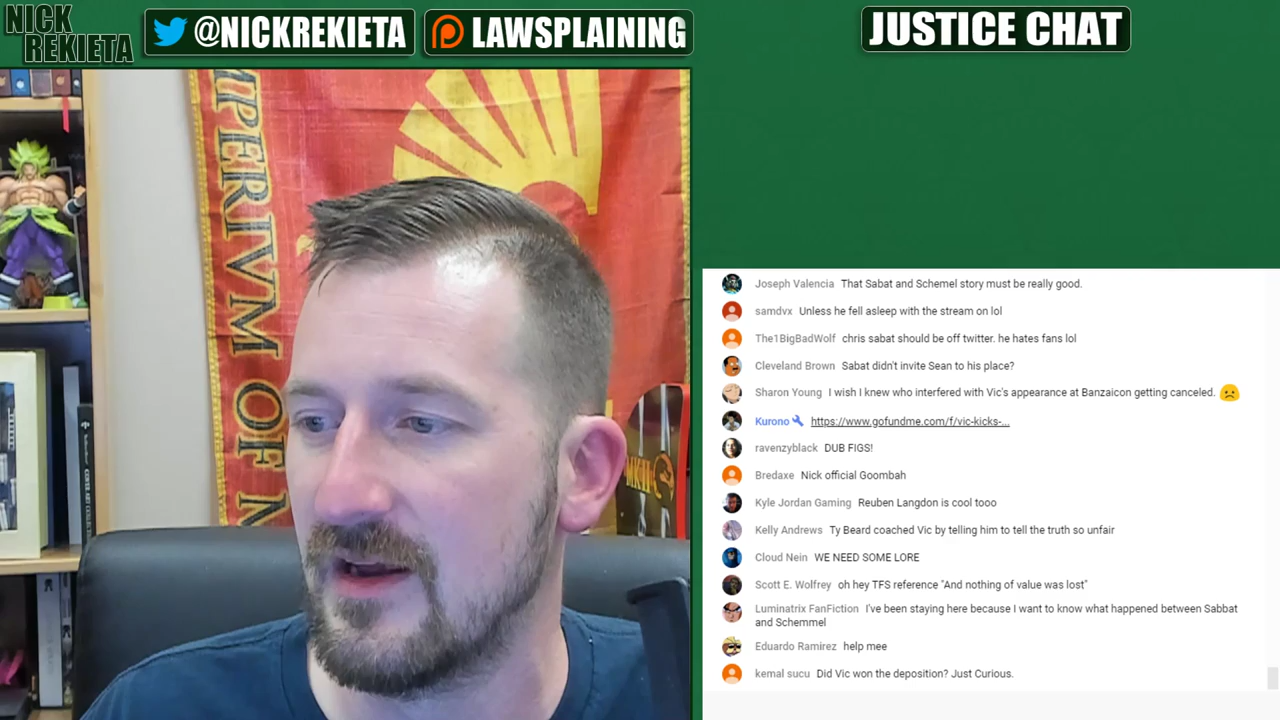 NICK
REKIETA
@NICKREKIETA
LAWSPLAINING
JUSTICE CHAT
IPERIVM OF M
MKII
Joseph Valencia That Sabat and Schemel story must be really good.
samdvx Unless he fell asleep with the stream on lol
The1BigBadWolf chris sabat should be off twitter. he hates fans lol
Cleveland Brown Sabat didn't invite Sean to his place?
Sharon Young I wish I knew who interfered with Vic's appearance at Banzaicon getting canceled.
Kurono https://www.gofundme.com/f/vic-kicks-...
ravenzyblack DUB FIGS!
Bredaxe Nick official Goombah
Kyle Jordan Gaming Reuben Langdon is cool tooo
Kelly Andrews Ty Beard coached Vic by telling him to tell the truth so unfair
Cloud Nein WE NEED SOME LORE
Scott E. Wolfrey oh hey TFS reference "And nothing of value was lost"
Luminatrix FanFiction I've been staying here because I want to know what happened between Sabbat
and Schemmel
Eduardo Ramirez help mee
kemal sucu Did Vic won the deposition? Just Curious.